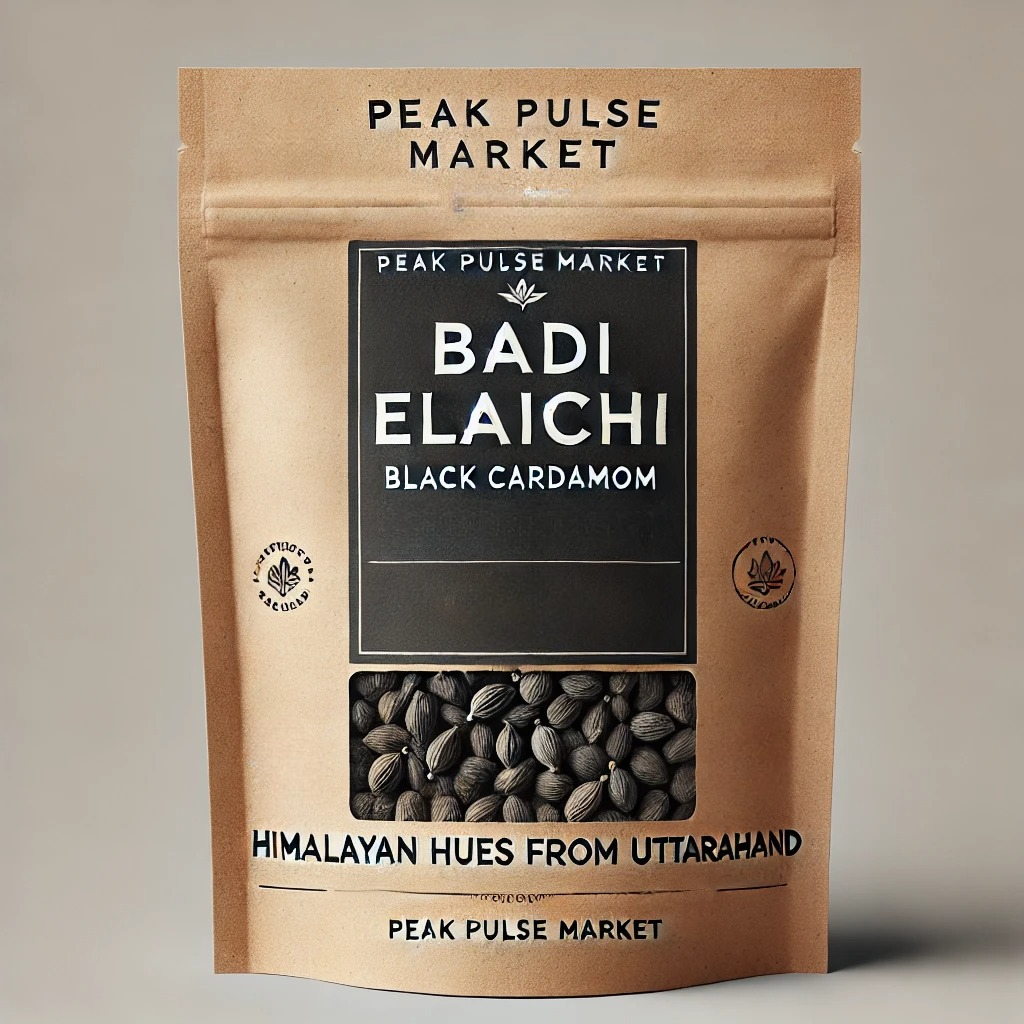 PEAK PULSE
MARKET
PEAK PULSE MARKET
BADI
ELAICHI
BLACK CARDAMOM
HIMALAYAN HUES FROM UTTARAHAND
PEAK PULSE MARKET